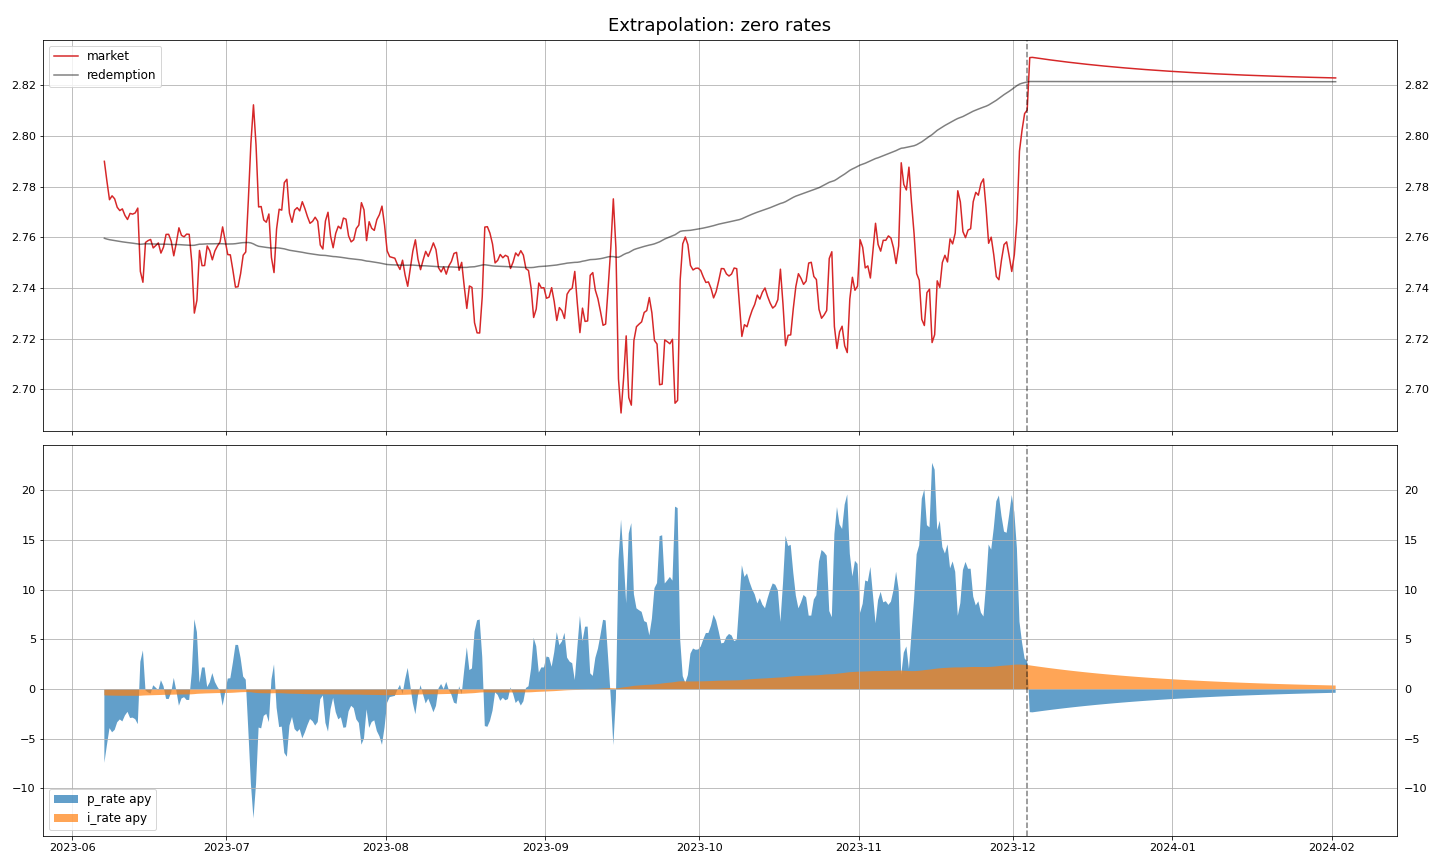 Extrapolation: zero rates
market
redemption
2.82 2.82
2.80 2.80
2.78 2.78
2.76 2.76
2.74 2.74
2.72 2.72
2.70 2.70
20 20
15 15
10 10
5 5
0 0
−5 −5
−10 −10
p_rate apy
i_rate apy
2023-06 2023-07 2023-08 2023-09 2023-10 2023-11 2023-12 2024-01 2024-02